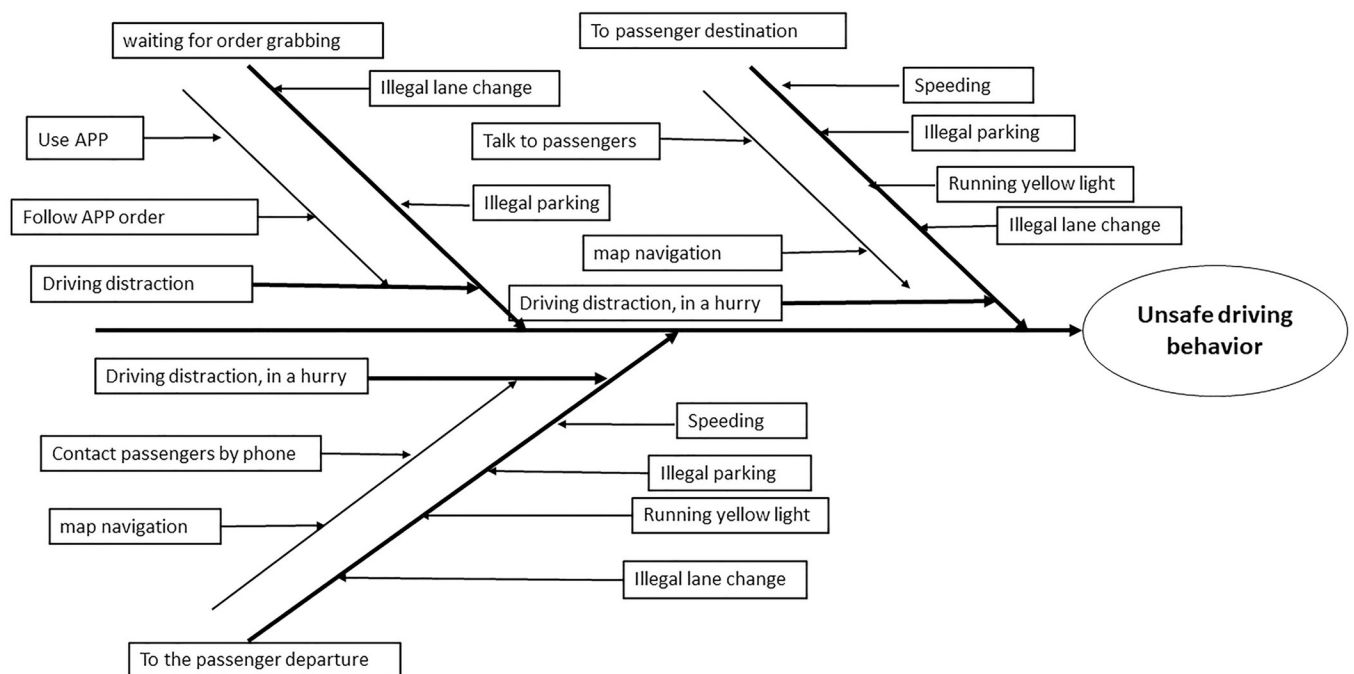 waiting for order grabbing
Illegal lane change
Use APP
Follow APP order
Illegal parking
Driving distraction
To passenger destination
Speeding
Illegal parking
Talk to passengers
Running yellow light
Illegal lane change
map navigation
Driving distraction, in a hurry
Unsafe driving
behavior
Driving distraction, in a hurry
Speeding
Contact passengers by phone
Illegal parking
Running yellow light
map navigation
Illegal lane change
To the passenger departure